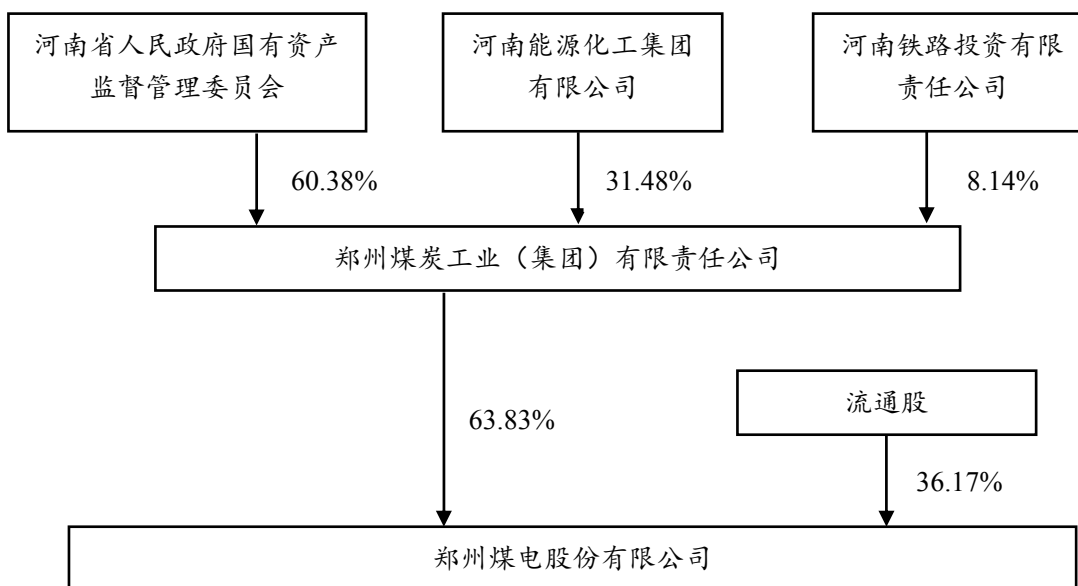 河南省人民政府国有资产
监督管理委员会
河南能源化工集团
有限公司
河南铁路投资有限
责任公司
60.38%
31.48%
8.14%
郑州煤炭工业（集团）有限责任公司
流通股
63.83%
36.17%
郑州煤电股份有限公司